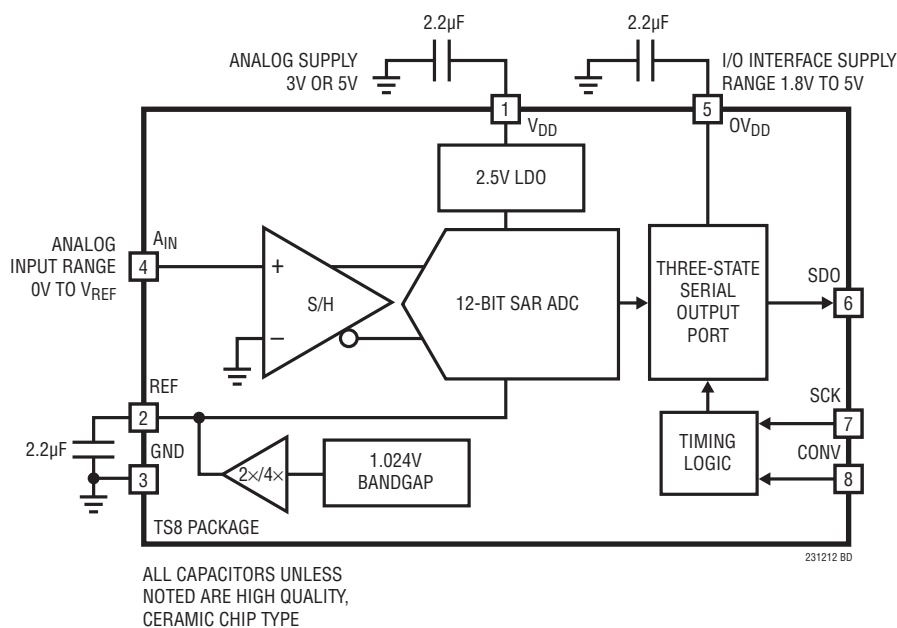 2.2µF
2.2µF
ANALOG SUPPLY
3V OR 5V
I/O INTERFACE SUPPLY
RANGE 1.8V TO 5V
1
VDD
5
OVDD
2.5V LDO
ANALOG
INPUT RANGE
0V TO VREF
AIN
4
+
S/H
−
12-BIT SAR ADC
THREE-STATE
SERIAL
OUTPUT
PORT
SDO
6
REF
2
2.2µF
GND
3
2×/4×
1.024V
BANDGAP
TIMING
LOGIC
SCK
7
CONV
8
TS8 PACKAGE
231212 BD
ALL CAPACITORS UNLESS
NOTED ARE HIGH QUALITY,
CERAMIC CHIP TYPE